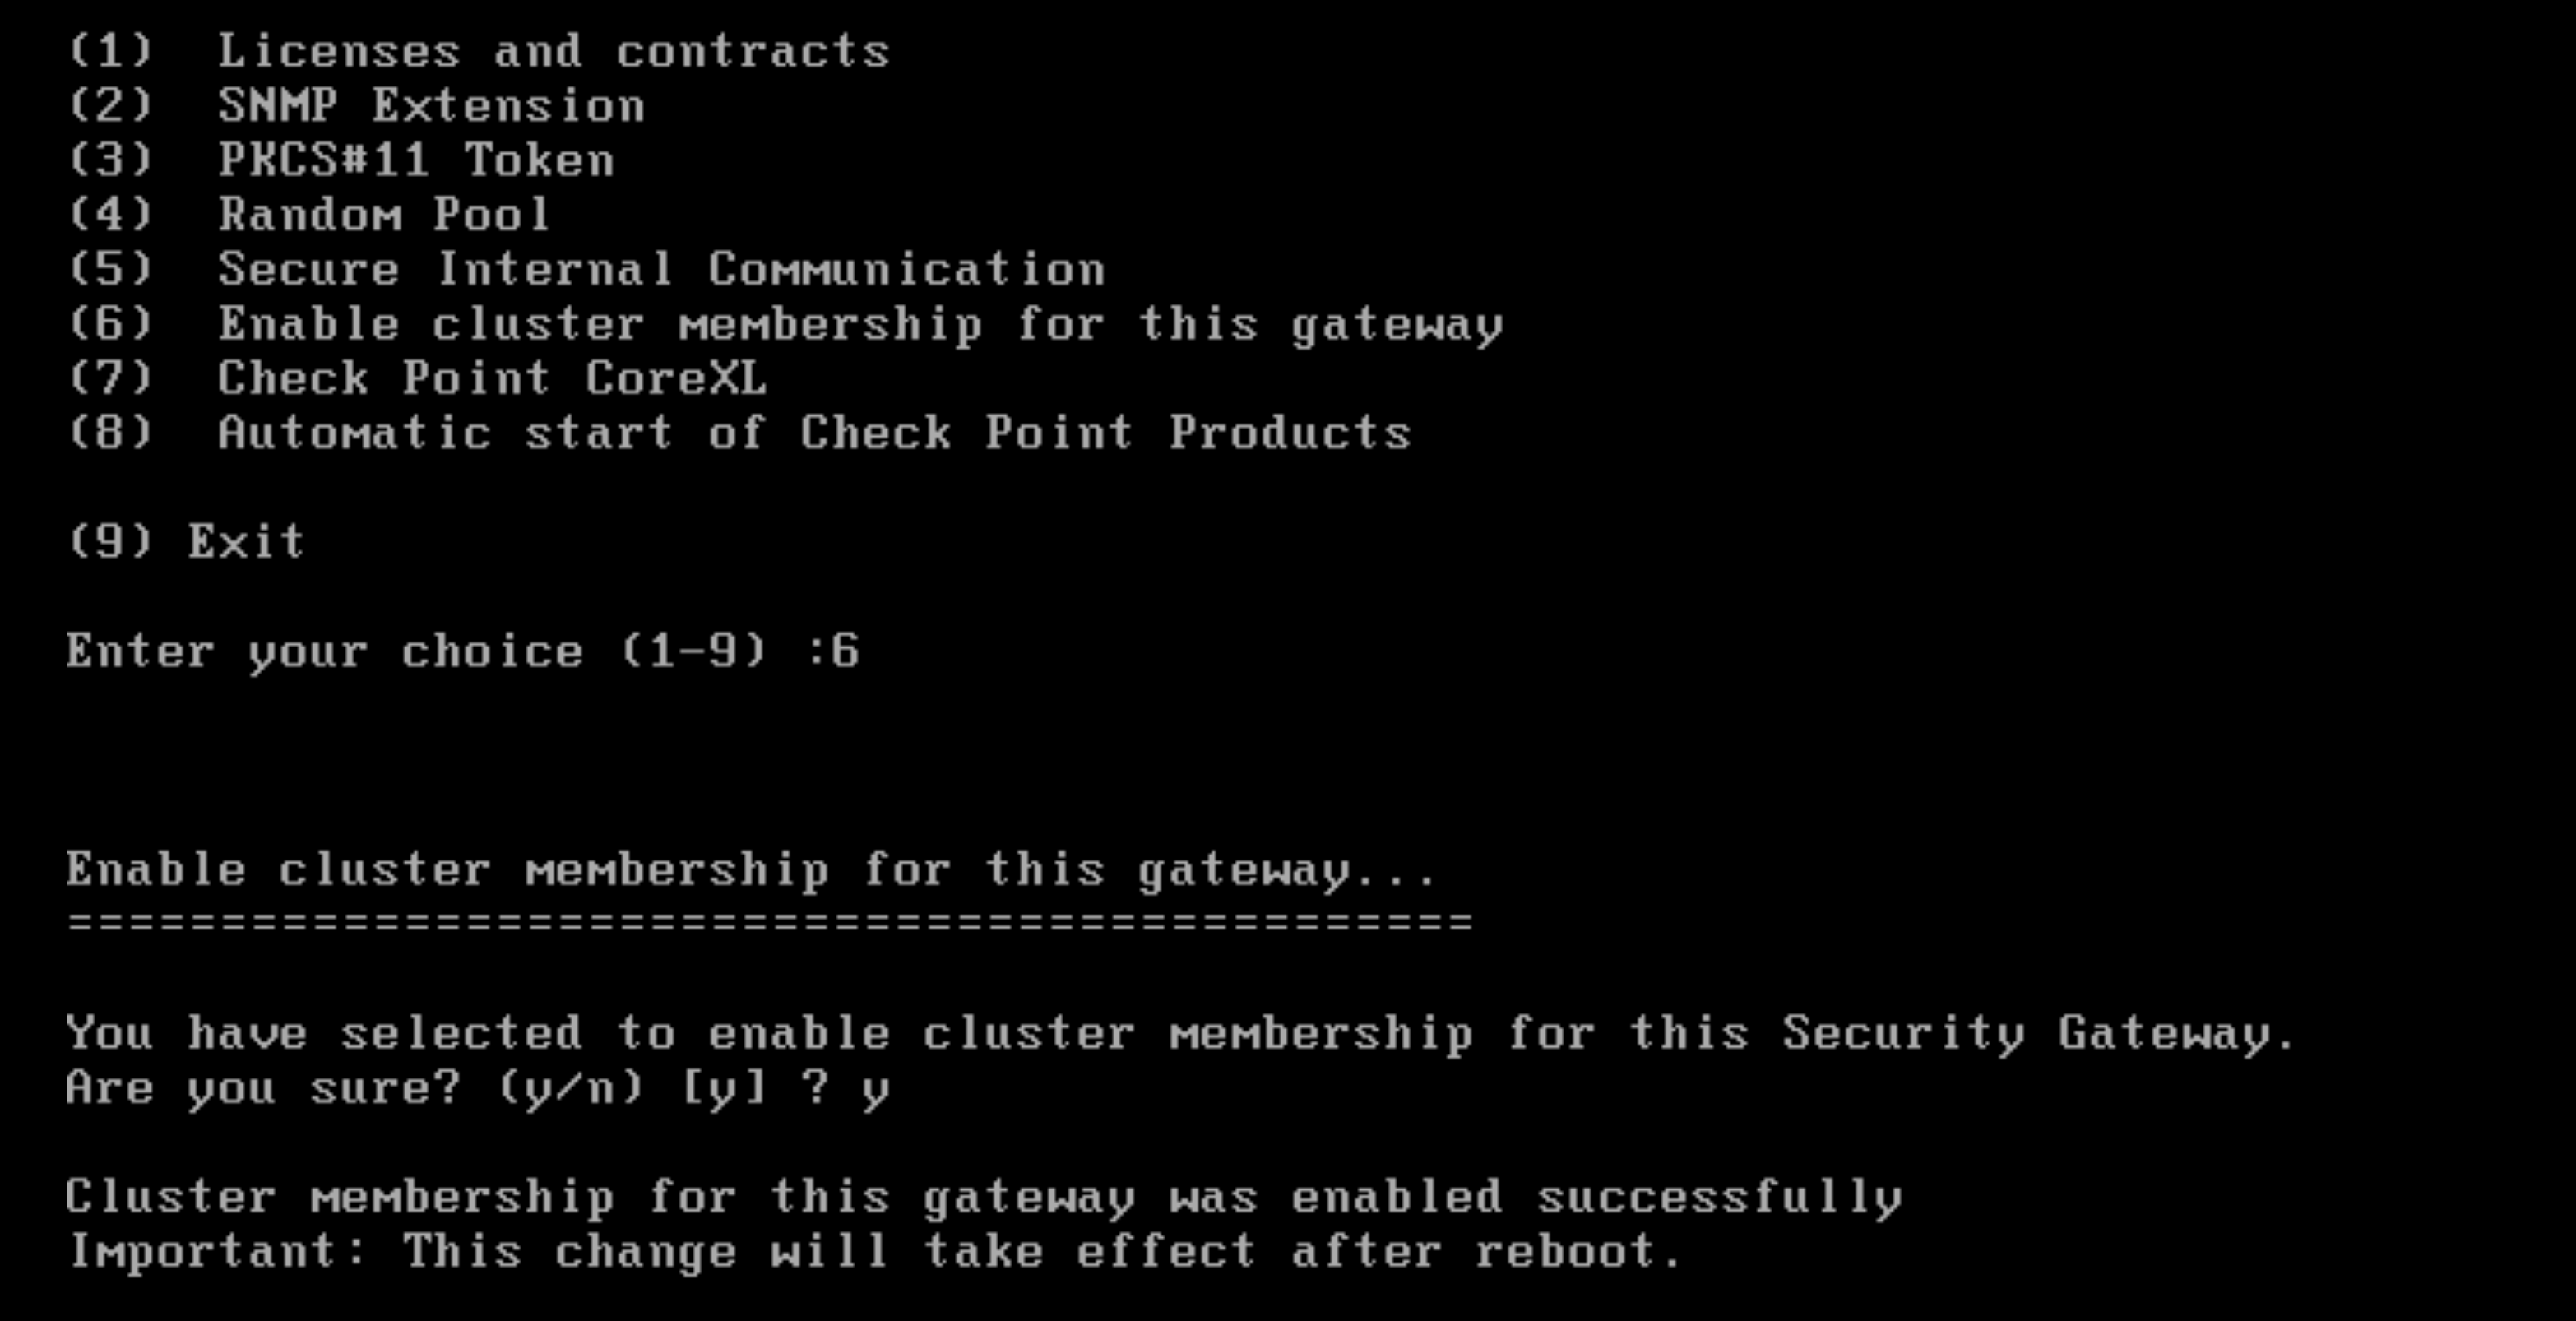 (1)  Licenses and contracts
(2)  SNMP Extension
(3)  PKCS#11 Token
(4)  Random Pool
(5)  Secure Internal Communication
(6)  Enable cluster membership for this gateway
(7)  Check Point CoreXL
(8)  Automatic start of Check Point Products
(9) Exit
Enter your choice (1-9) :6
Enable cluster membership for this gateway...
==============================================
You have selected to enable cluster membership for this Security Gateway.
Are you sure? (y/n) [y] ? y
Cluster membership for this gateway was enabled successfully
Important: This change will take effect after reboot.